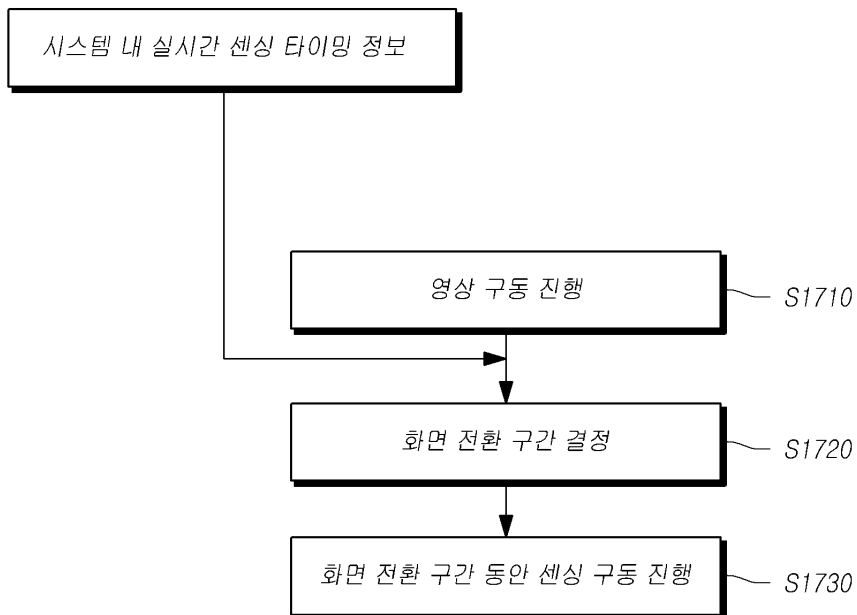 시스템 내 실시간 센싱 타이밍 정보
영상 구동 진행
S1710
화면 전환 구간 결정
S1720
화면 전환 구간 동안 센싱 구동 진행
S1730